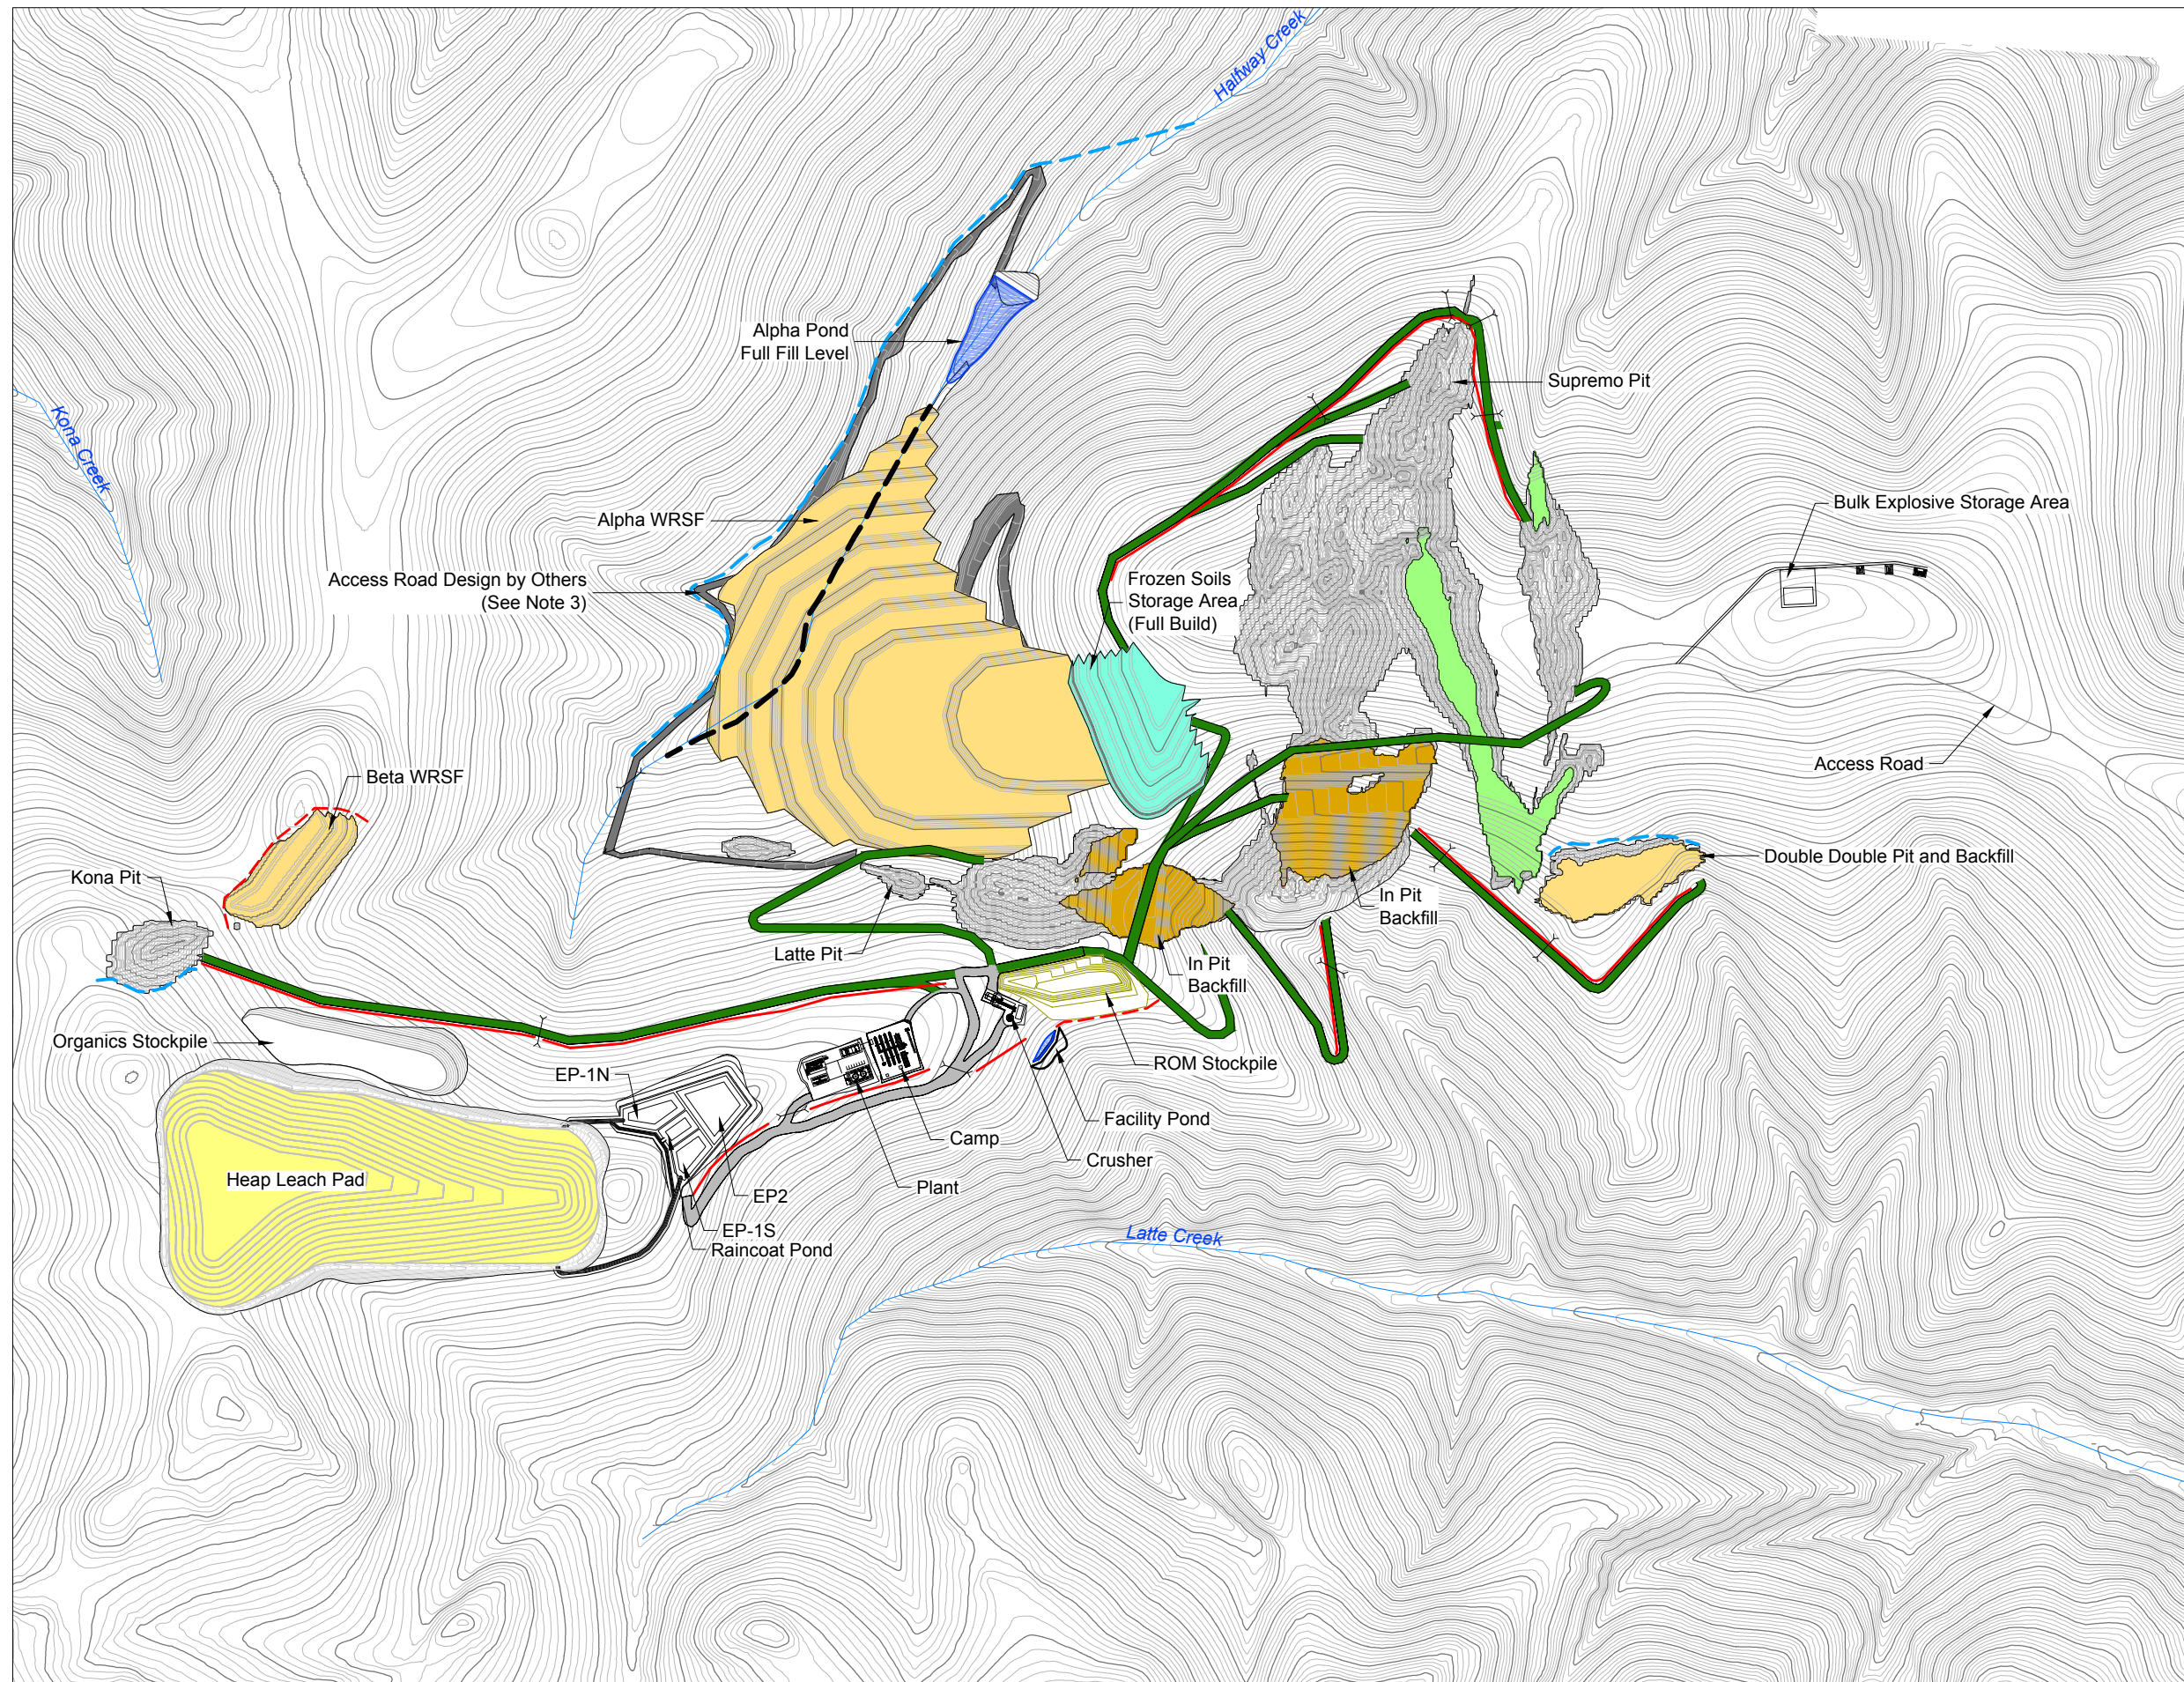 Halfway Creek
Alpha Pond
Full Fill Level
Supremo Pit
Kona Creek
Bulk Explosive Storage Area
Alpha WRSF
Access Road Design by Others
(See Note 3)
Frozen Soils
Storage Area
(Full Build)
Access Road
Beta WRSF
Double Double Pit and Backfill
Kona Pit
In Pit
Backfill
Latte Pit
In Pit
Backfill
Organics Stockpile
ROM Stockpile
EP-1N
Facility Pond
Camp
Crusher
Heap Leach Pad
Plant
EP2
EP-1S
Raincoat Pond
Latte Creek